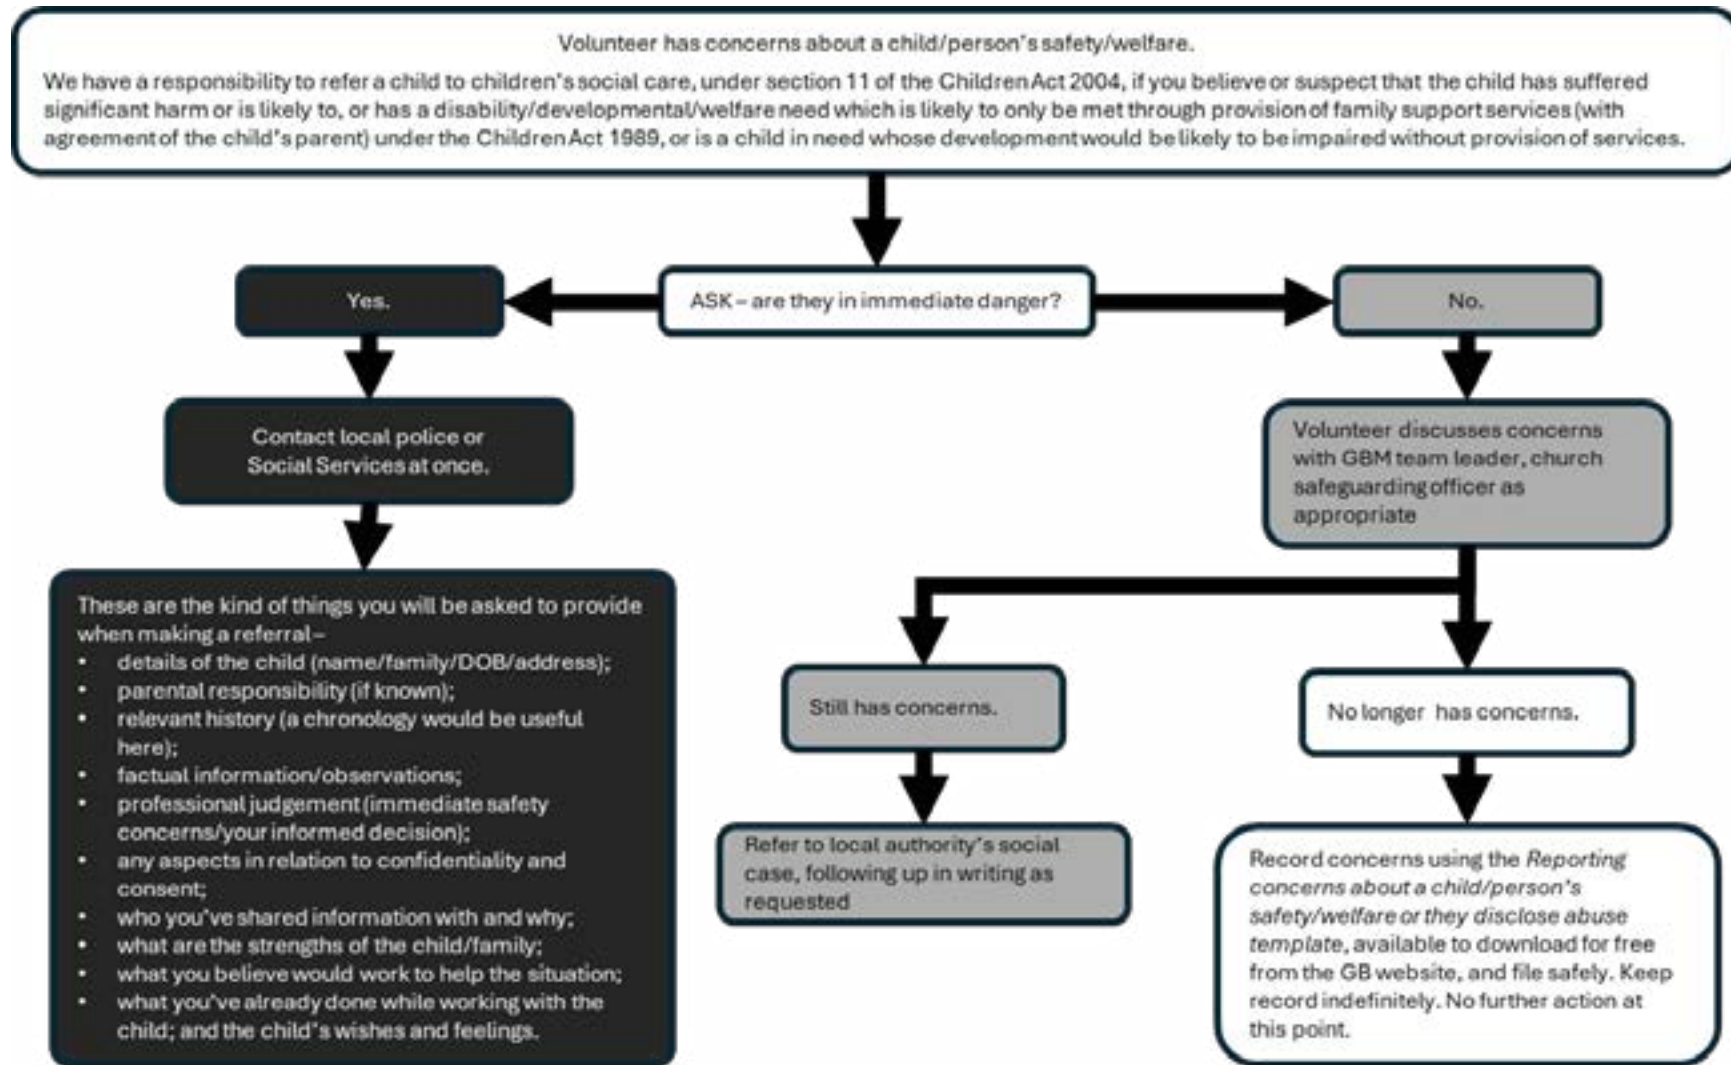 Volunteer has concerns about a child/person's safety/welfare.
We have a responsibility to refer a child to children's social care, under section 11 of the Children Act 2004, if you believe or suspect that the child has suffered
significant harm or is likely to, or has a disability/developmental/welfare need which is likely to only be met through provision of family support services (with
agreement of the child's parent) under the Children Act 1989, or is a child in need whose development would be likely to be impaired without provision of services.
Yes.
ASK – are they in immediate danger?
No.
Contact local police or
Social Services at once.
Volunteer discusses concerns
with GBM team leader, church
safeguarding officer as
appropriate
These are the kind of things you will be asked to provide
when making a referral –
• details of the child (name/family/DOB/address);
• parental responsibility (if known);
• relevant history (a chronology would be useful
here);
• factual information/observations;
• professional judgement (immediate safety
concerns/your informed decision);
• any aspects in relation to confidentiality and
consent;
• who you've shared information with and why;
• what are the strengths of the child/family;
• what you believe would work to help the situation;
• what you've already done while working with the
child; and the child's wishes and feelings.
Still has concerns.
No longer has concerns.
Refer to local authority's social
case, following up in writing as
requested
Record concerns using the Reporting
concerns about a child/person's
safety/welfare or they disclose abuse
template, available to download for free
from the GB website, and file safely. Keep
record indefinitely. No further action at
this point.